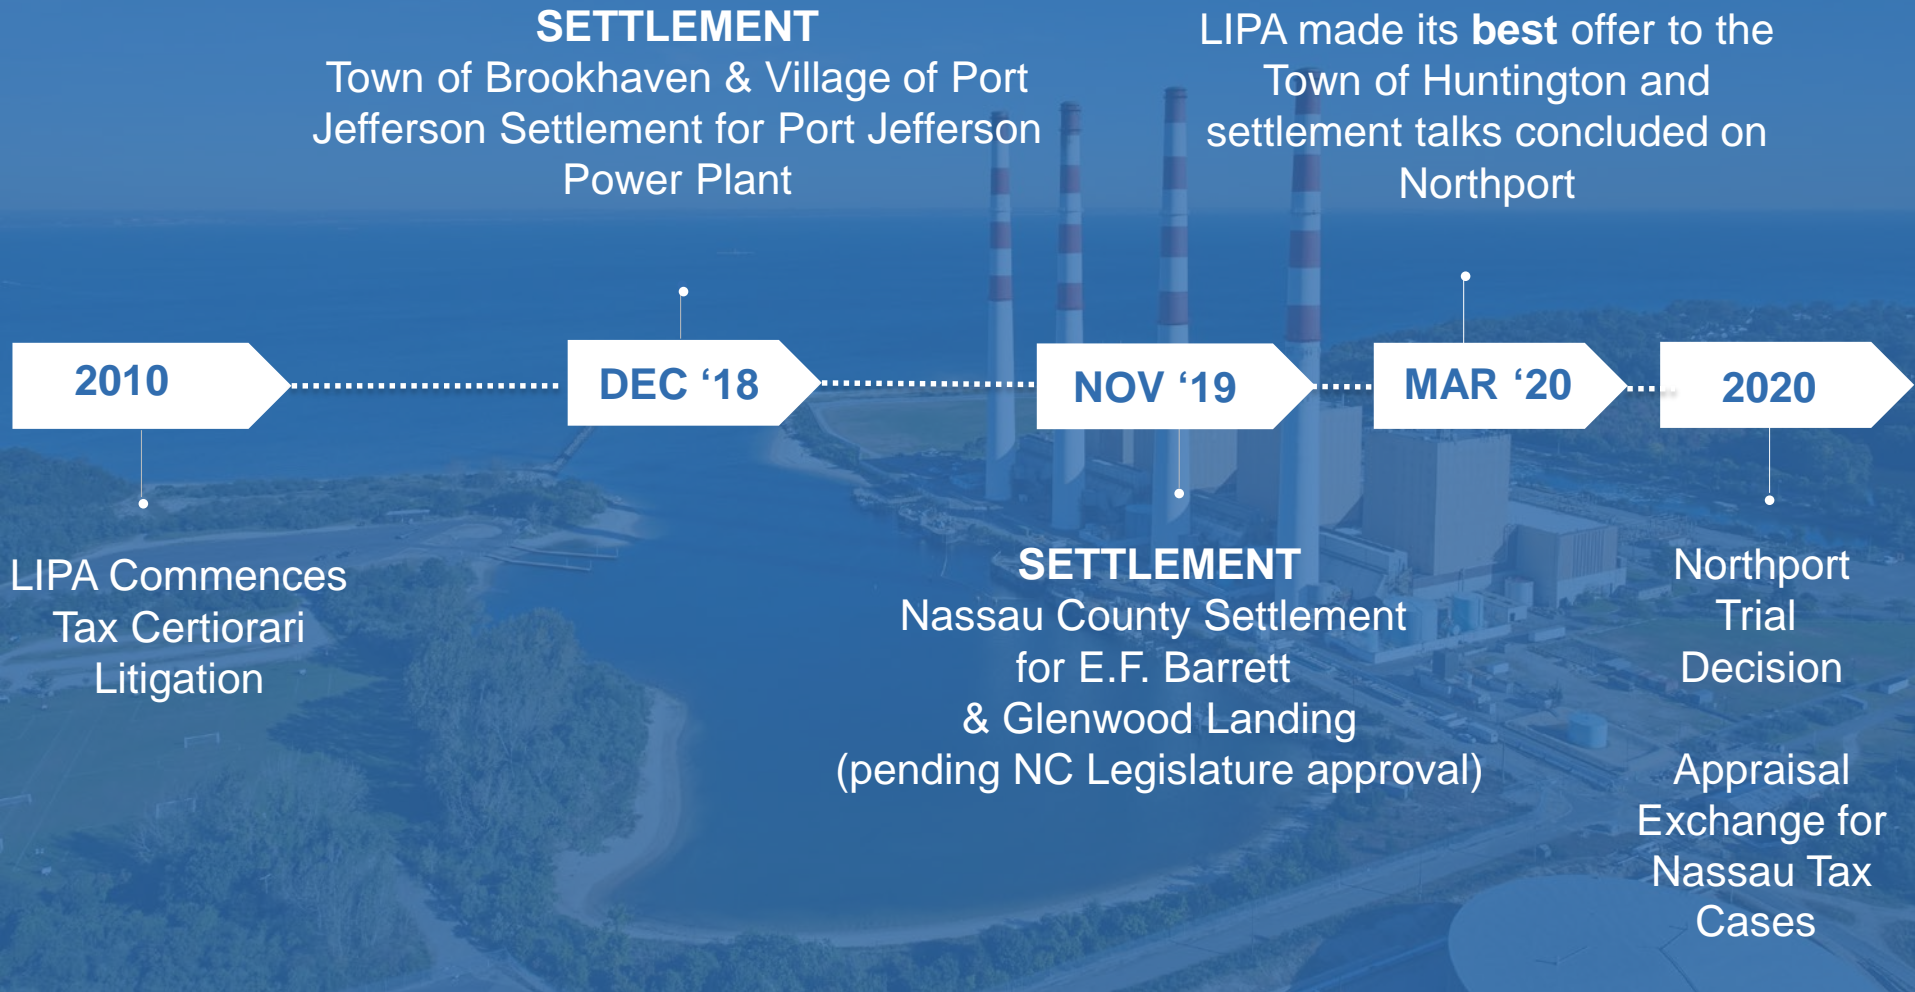 SETTLEMENT
Town of Brookhaven & Village of Port
Jefferson Settlement for Port Jefferson
Power Plant
LIPA made its best offer to the
Town of Huntington and
settlement talks concluded on
Northport
2010
DEC ‘18
NOV ‘19
MAR ‘20
2020
LIPA Commences
Tax Certiorari
Litigation
SETTLEMENT
Nassau County Settlement
for E.F. Barrett
& Glenwood Landing
(pending NC Legislature approval)
Northport
Trial
Decision
Appraisal
Exchange for
Nassau Tax
Cases